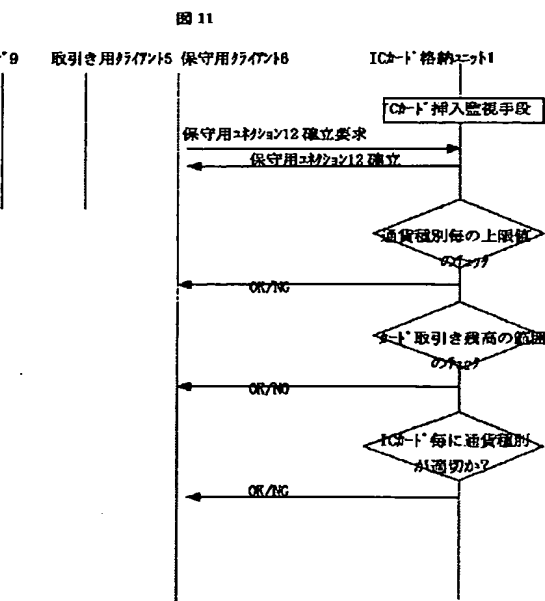 図 11
ﾞ9
取引き用ｸﾗｲｱﾝﾄ5
保守用ｸﾗｲｱﾝﾄ6
ICｶｰﾄﾞ格納ﾕﾆｯﾄ1
ICｶｰﾄﾞ挿入監視手段
保守用ｺﾈｸｼｮﾝ12 確立要求
保守用ｺﾈｸｼｮﾝ12 確立
通貨種別毎の上限値
のﾁｪｯｸ
OK/NG
ｶｰﾄﾞ取引き残高の範囲
のﾁｪｯｸ
OK/NG
ICｶｰﾄﾞ毎に通貨種別
が適切か?
OK/NG